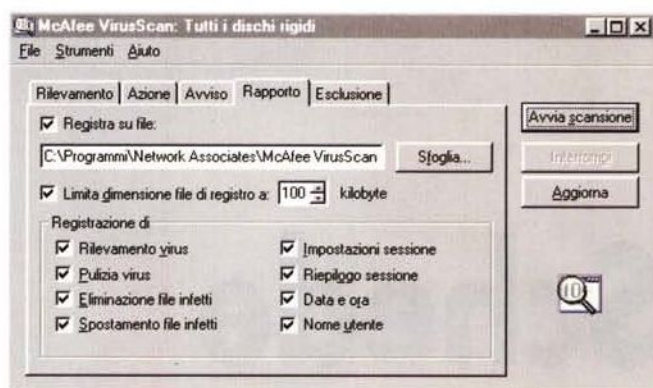 McAfee VirusScan: Tutti i dischi rigidi
File Strumenti Aiuto
Rilevamento Azione Avviso Rapporto Esclusione
Registra su file:
C:\Programmi\Network Associates\McAfee VirusScan
Sfoglia...
Limita dimensione file di registro a: 100 kilobyte
Registrazione di
Rilevamento virus
Pulizia virus
Eliminazione file infetti
Spostamento file infetti
Impostazioni sessione
Riepilogo sessione
Data e ora
Nome utente
Avvia scansione
Interrompi
Aggiorna